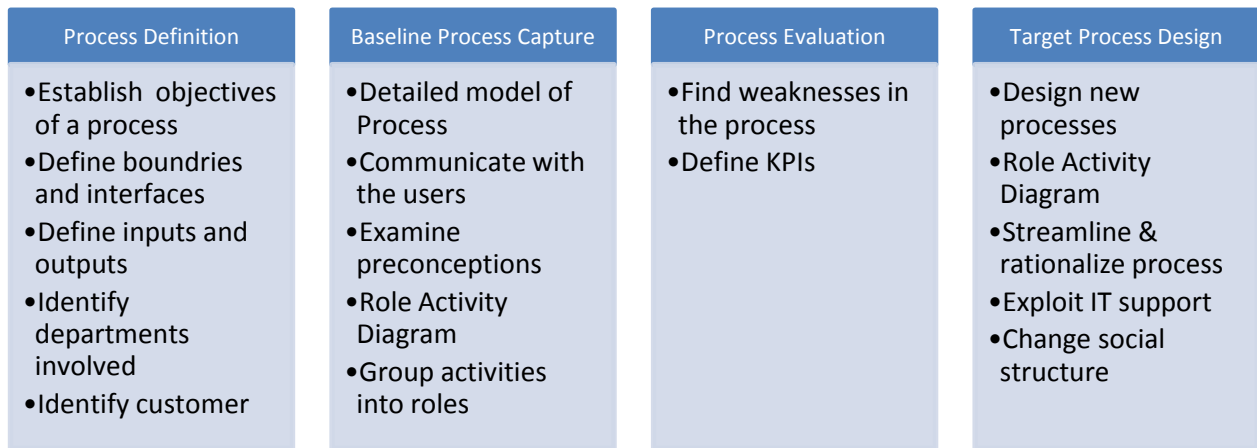 Process Definition
•Establish objectives
of a process
•Define boundries
and interfaces
•Define inputs and
outputs
•Identify
departments
involved
•Identify customer
Baseline Process Capture
•Detailed model of
Process
•Communicate with
the users
•Examine
preconceptions
•Role Activity
Diagram
•Group activities
into roles
Process Evaluation
•Find weaknesses in
the process
•Define KPIs
Target Process Design
•Design new
processes
•Role Activity
Diagram
•Streamline &
rationalize process
•Exploit IT support
•Change social
structure